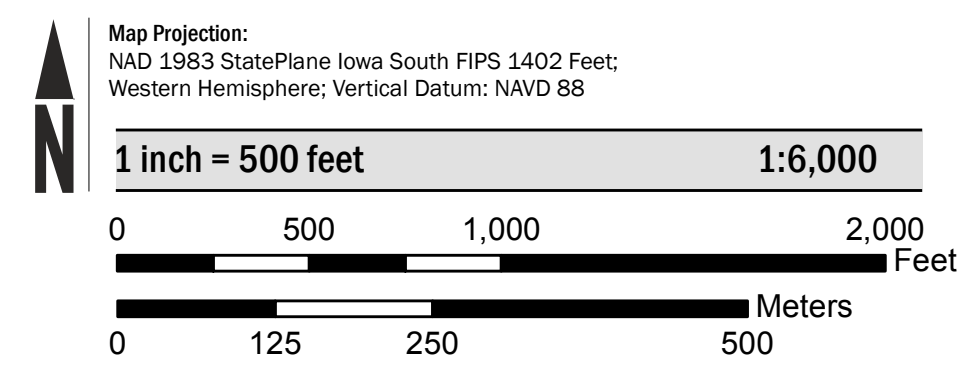 Map Projection:
NAD 1983 StatePlane Iowa South FIPS 1402 Feet;
Western Hemisphere; Vertical Datum: NAVD 88
N
1 inch = 500 feet 1:6,000
0 500 1,000 2,000
Feet
Meters
0 125 250 500